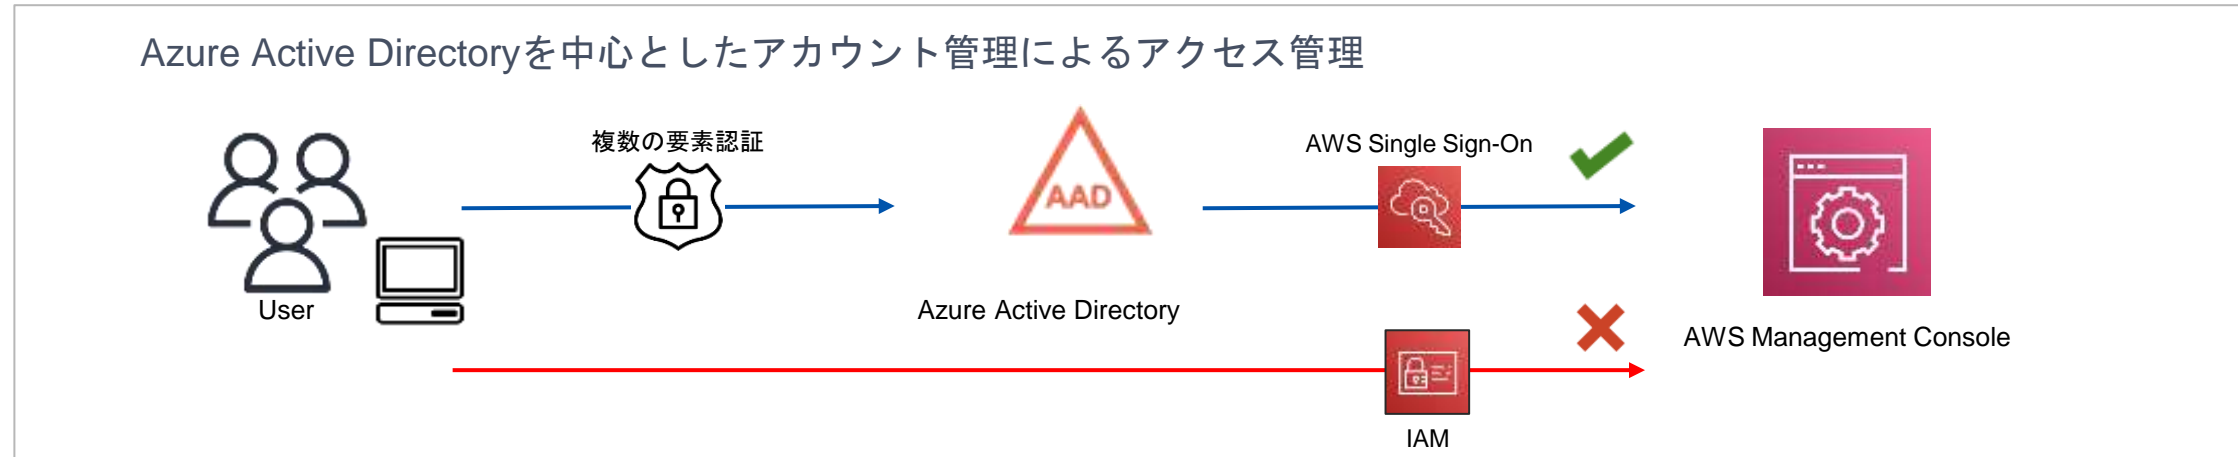 Azure Active Directoryを中心としたアカウント管理によるアクセス管理
複数の要素認証
AWS Single Sign-On
AAD
User
Azure Active Directory
AWS Management Console
IAM